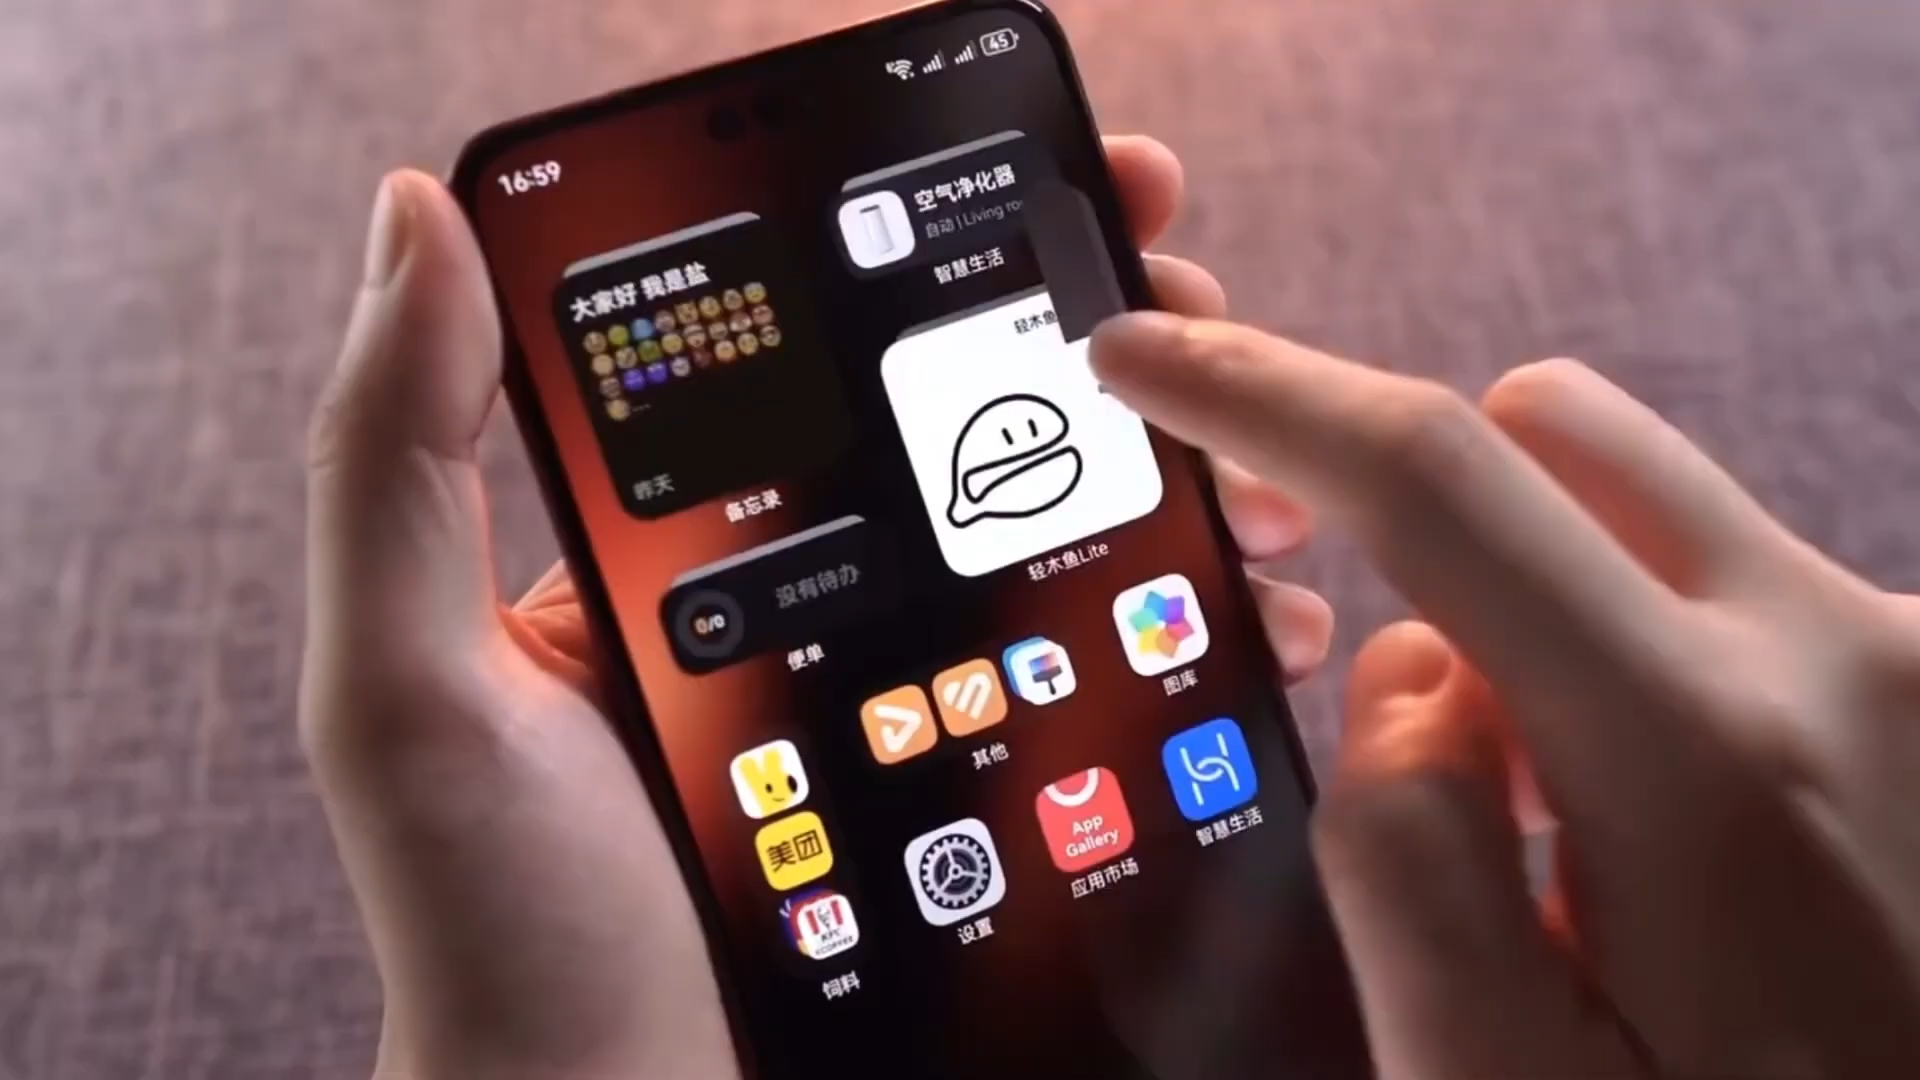 16:59
45
空气净化器
自动 | Living ro
智慧生活
大家好 我是盐
昨天
备忘录
轻木鱼
轻木鱼Lite
0/0
没有待办
便单
图库
其他
美团
KFC
KCOFFEE
饲料
设置
App
Gallery
应用市场
智慧生活